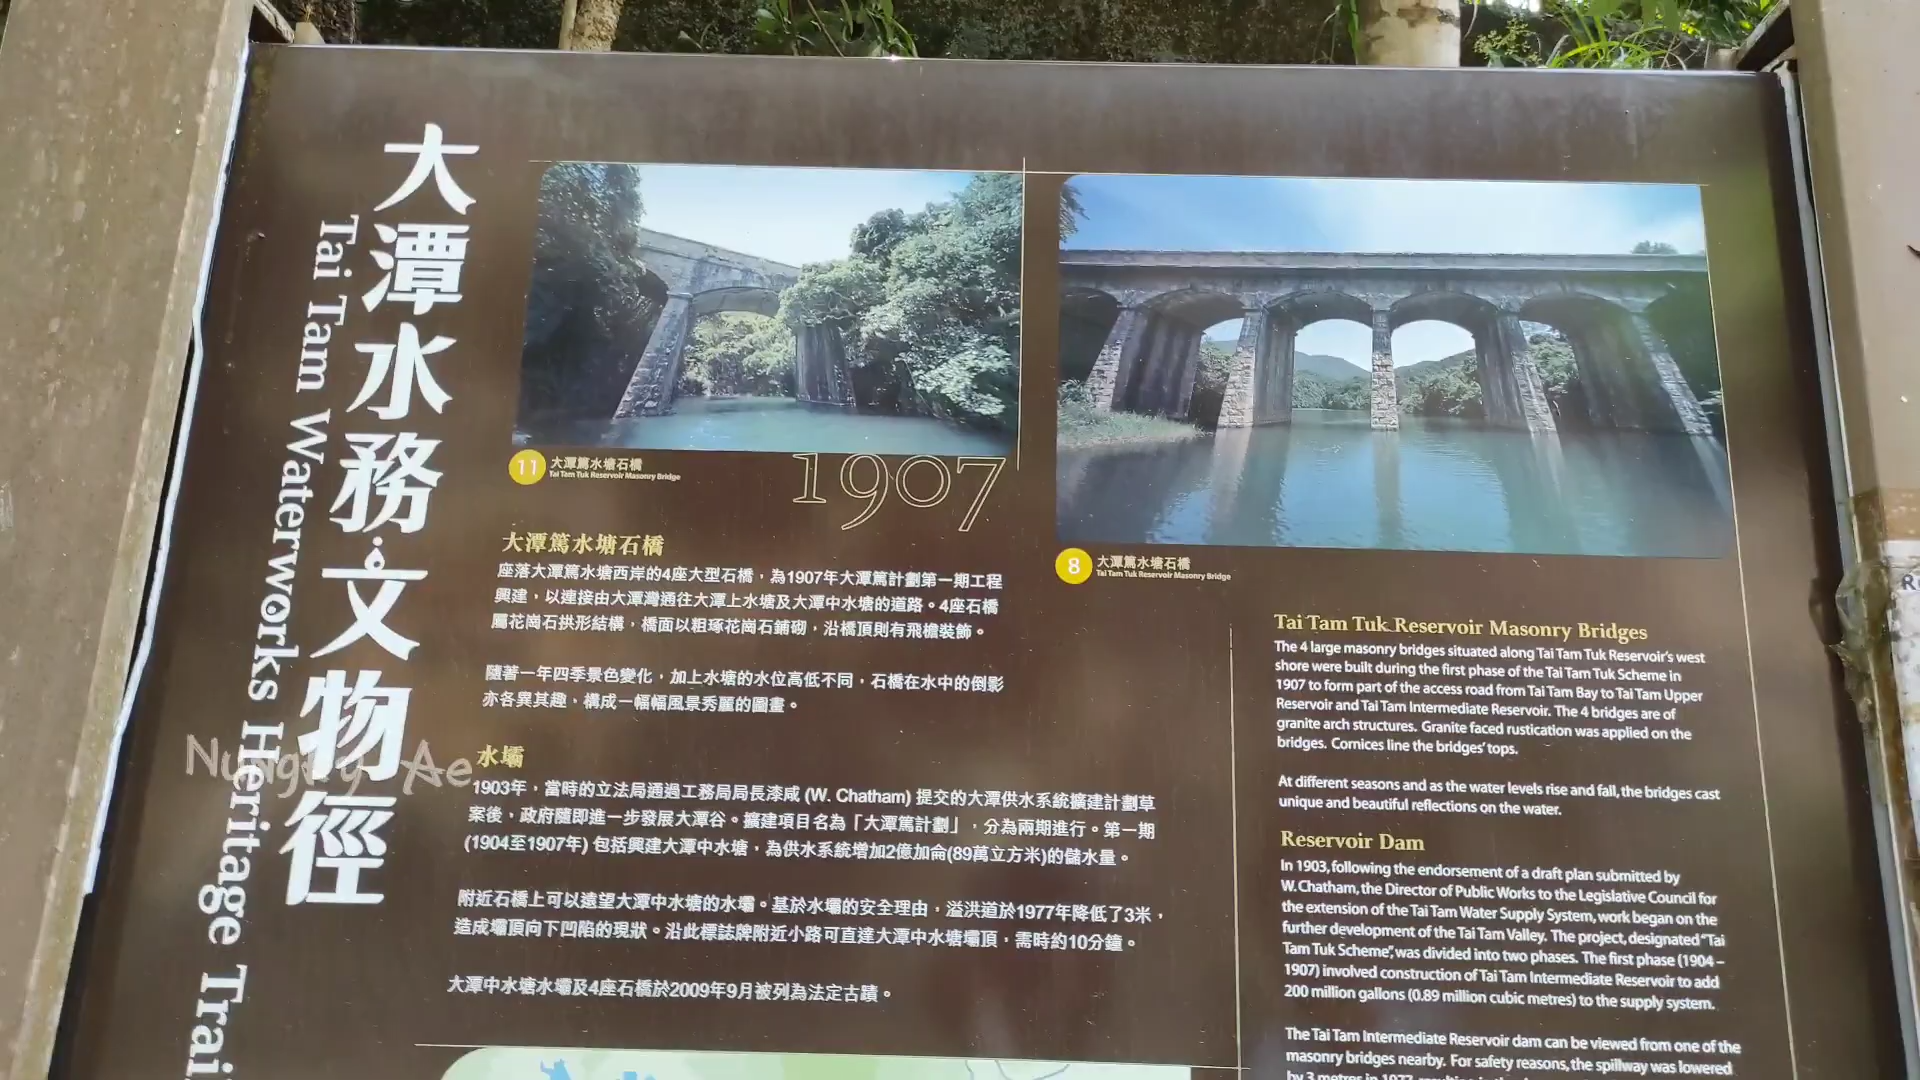 大潭水務·文物徑
Tai Tam Waterworks Heritage Trail
11 大潭篤水塘石橋
Tai Tam Tuk Reservoir Masonry Bridge
1907
8 大潭篤水塘石橋
Tai Tam Tuk Reservoir Masonry Bridge
大潭篤水塘石橋
座落大潭篤水塘西岸的4座大型石橋，為1907年大潭篤計劃第一期工程
興建，以連接由大潭灣通往大潭上水塘及大潭中水塘的道路。4座石橋
屬花崗石拱形結構，橋面以粗琢花崗石鋪砌，沿橋頂則有飛檐裝飾。
隨著一年四季景色變化，加上水塘的水位高低不同，石橋在水中的倒影
亦各異其趣，構成一幅幅風景秀麗的圖畫。
水壩
1903年，當時的立法局通過工務局局長漆咸 (W. Chatham) 提交的大潭供水系統擴建計劃草
案後，政府隨即進一步發展大潭谷。擴建項目名為「大潭篤計劃」，分為兩期進行。第一期
(1904至1907年) 包括興建大潭中水塘，為供水系統增加2億加侖(89萬立方米)的儲水量。
附近石橋上可以遠望大潭中水塘的水壩。基於水壩的安全理由，溢洪道於1977年降低了3米，
造成壩頂向下凹陷的現狀。沿此標誌牌附近小路可直達大潭中水塘壩頂，需時約10分鐘。
大潭中水塘水壩及4座石橋於2009年9月被列為法定古蹟。
Tai Tam Tuk Reservoir Masonry Bridges
The 4 large masonry bridges situated along Tai Tam Tuk Reservoir's west
shore were built during the first phase of the Tai Tam Tuk Scheme in
1907 to form part of the access road from Tai Tam Bay to Tai Tam Upper
Reservoir and Tai Tam Intermediate Reservoir. The 4 bridges are of
granite arch structures. Granite faced rustication was applied on the
bridges. Cornices line the bridges' tops.
At different seasons and as the water levels rise and fall, the bridges cast
unique and beautiful reflections on the water.
Reservoir Dam
In 1903, following the endorsement of a draft plan submitted by
W. Chatham, the Director of Public Works to the Legislative Council for
the extension of the Tai Tam Water Supply System, work began on the
further development of the Tai Tam Valley. The project, designated "Tai
Tam Tuk Scheme", was divided into two phases. The first phase (1904 –
1907) involved construction of Tai Tam Intermediate Reservoir to add
200 million gallons (0.89 million cubic metres) to the supply system.
The Tai Tam Intermediate Reservoir dam can be viewed from one of the
masonry bridges nearby. For safety reasons, the spillway was lowered
by 3 metres in 1977